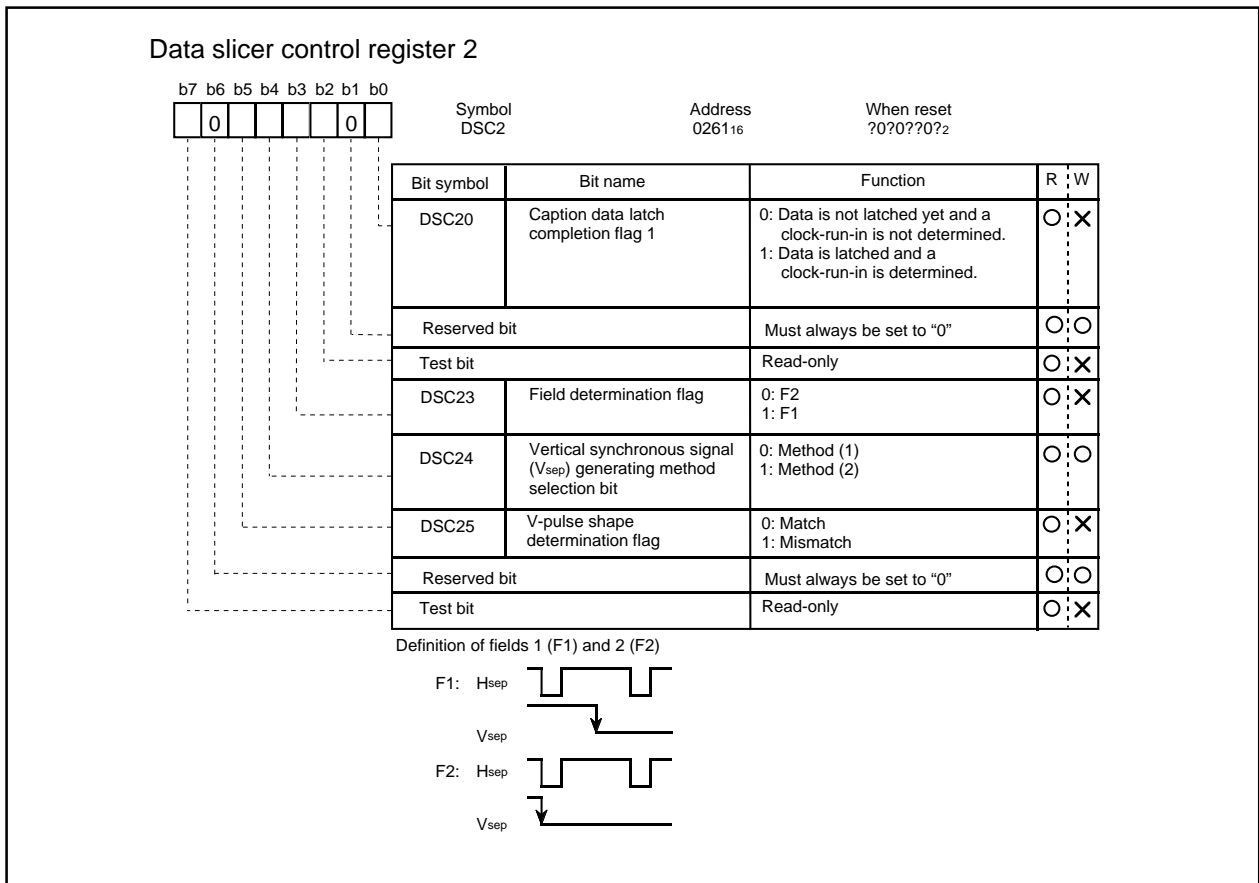 Data slicer control register 2
b7 b6 b5 b4 b3 b2 b1 b0
0 0
Symbol Address When reset
DSC2 026116 ?0?0??0?2
Bit symbol Bit name Function R W
DSC20 Caption data latch completion flag 1 0: Data is not latched yet and a
clock-run-in is not determined.
1: Data is latched and a
clock-run-in is determined.
Reserved bit Must always be set to “0”
Test bit Read-only
DSC23 Field determination flag 0: F2
1: F1
DSC24 Vertical synchronous signal 0: Method (1)
(Vsep) generating method 1: Method (2)
selection bit
DSC25 V-pulse shape 0: Match
determination flag 1: Mismatch
Reserved bit Must always be set to “0”
Test bit Read-only
Definition of fields 1 (F1) and 2 (F2)
F1: Hsep
Vsep
F2: Hsep
Vsep